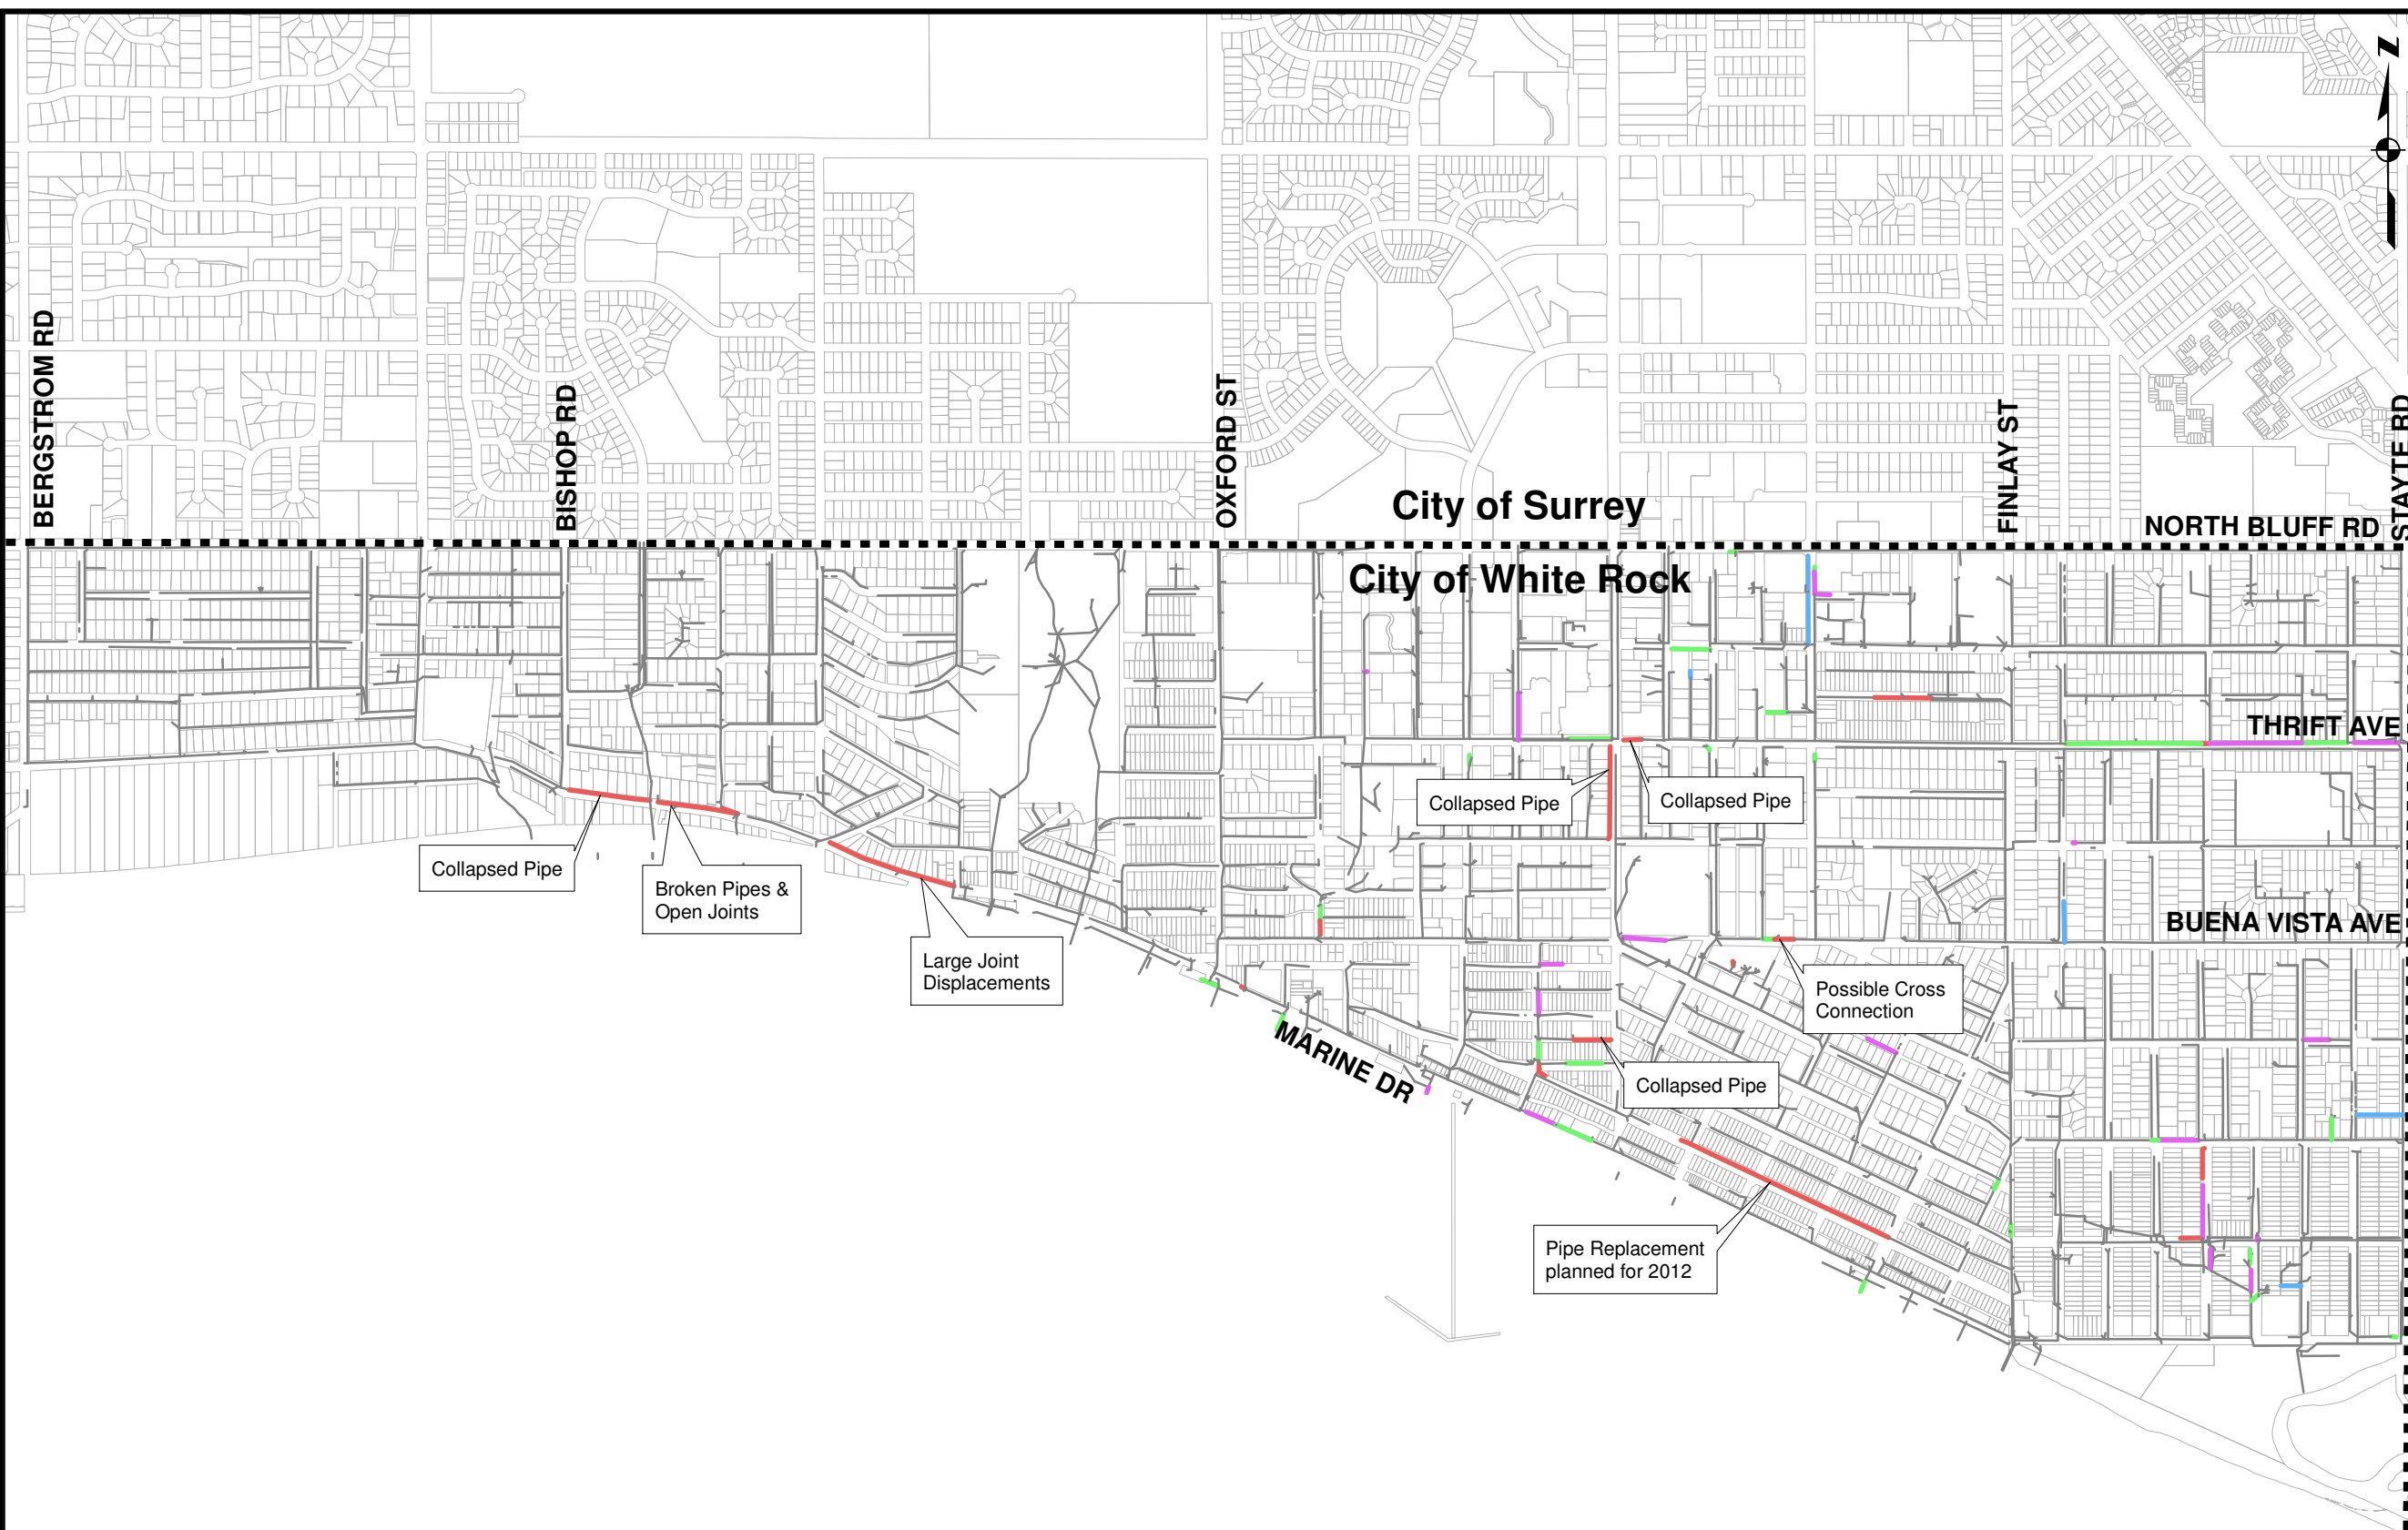 N
BERGSTROM RD
BISHOP RD
OXFORD ST
City of Surrey
FINLAY ST
NORTH BLUFF RD
STAYTE RD
City of White Rock
THRIFT AVE
Collapsed Pipe
Collapsed Pipe
Collapsed Pipe
Broken Pipes &
Open Joints
BUENA VISTA AVE
Large Joint
Displacements
Possible Cross
Connection
MARINE DR
Collapsed Pipe
Pipe Replacement
planned for 2012